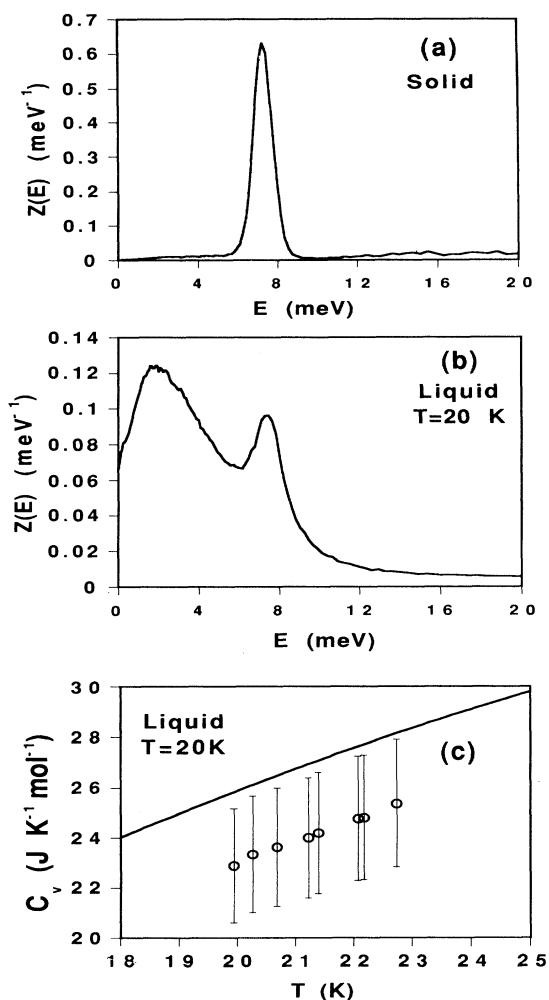 0.7
0.6
0.5
0.4
0.3
0.2
0.1
0
Z(E) (meV⁻¹)
(a)
Solid
0 4 8 12 16 20
E (meV)
0.14
0.12
0.1
0.08
0.06
0.04
0.02
0
Z(E) (meV⁻¹)
(b)
Liquid
T=20 K
0 4 8 12 16 20
E (meV)
30
28
26
24
22
20
Cᵥ (J K⁻¹ mol⁻¹)
Liquid
T=20K
(c)
18 19 20 21 22 23 24 25
T (K)